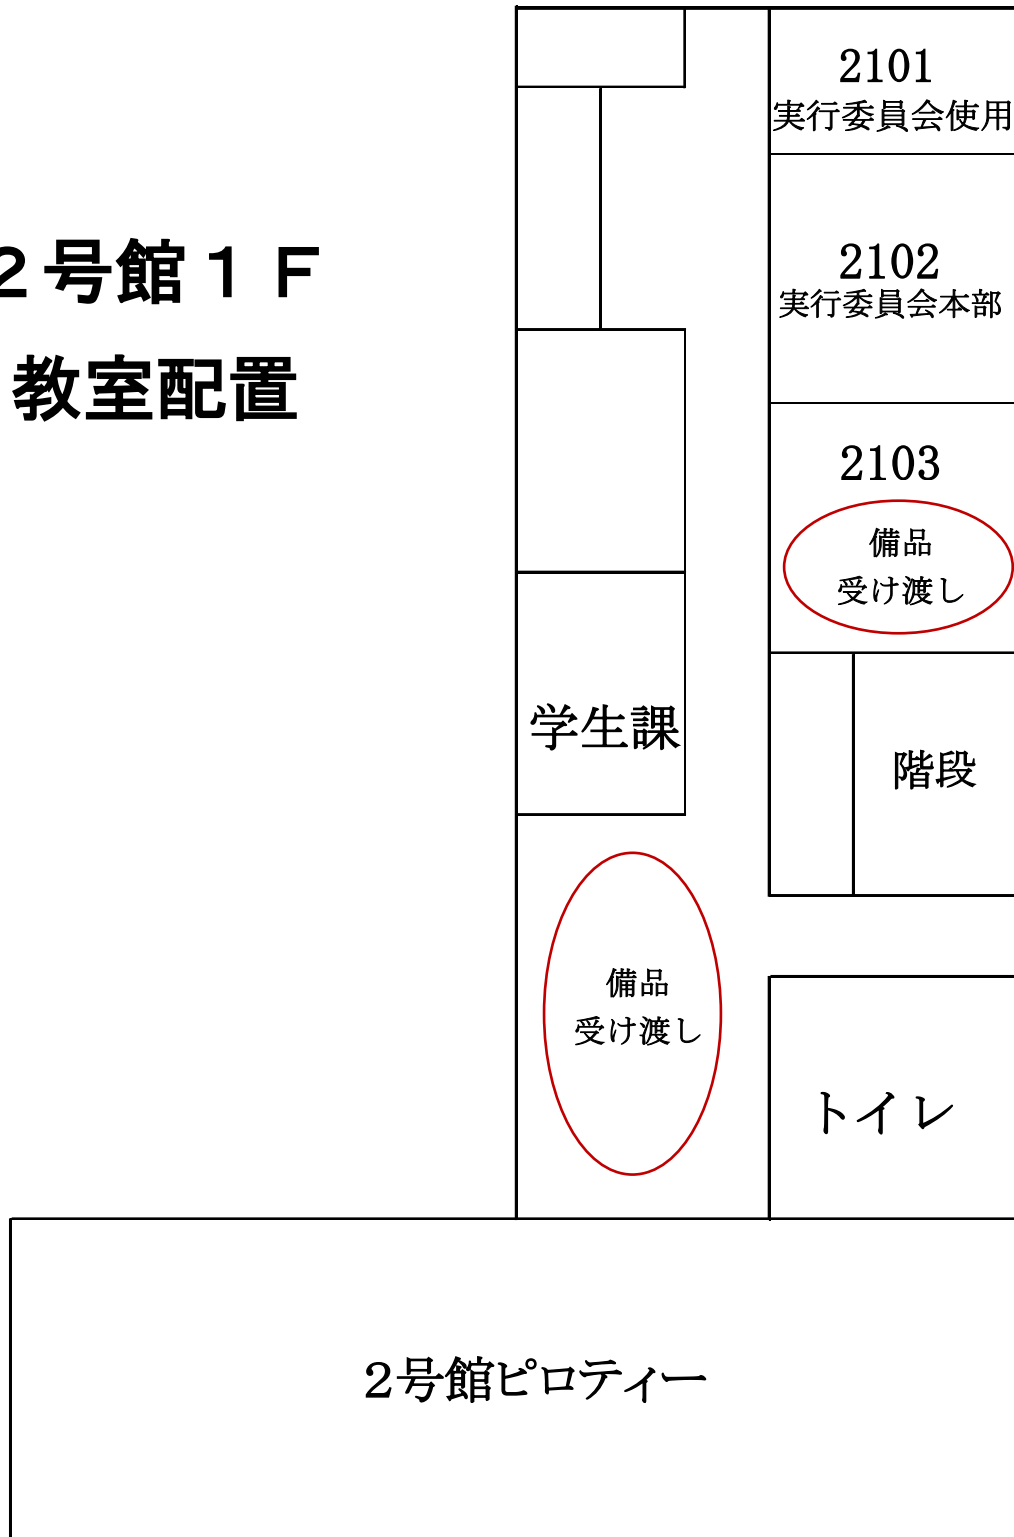 2号館1F
教室配置
2101
実行委員会使用
2102
実行委員会本部
2103
備品
受け渡し
学生課
階段
備品
受け渡し
トイレ
2号館ピロティー